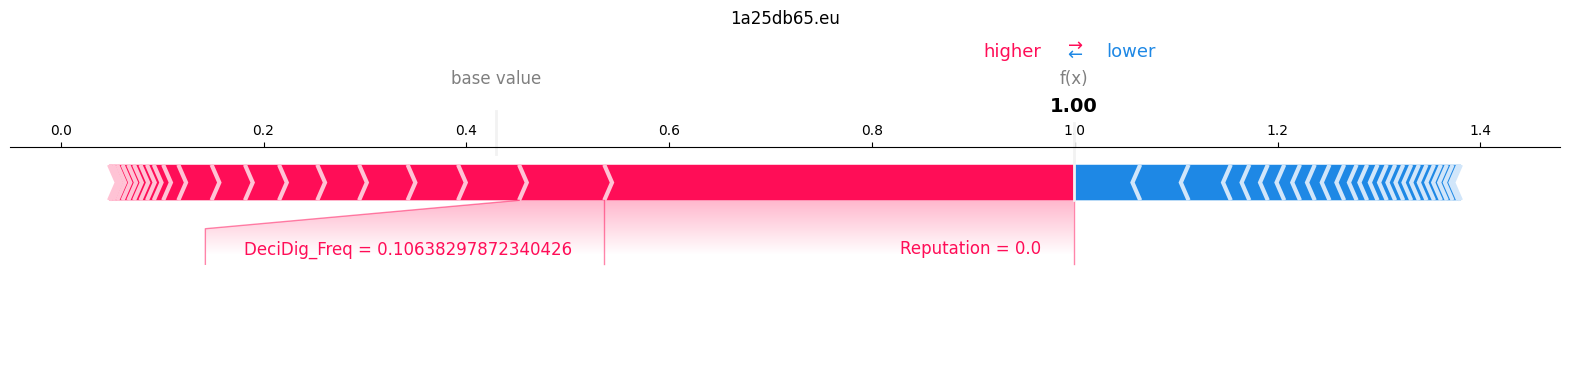 1a25db65.eu
higher ⇄ lower
base value f(x)
1.00
0.0 0.2 0.4 0.6 0.8 1.0 1.2 1.4
DeciDig_Freq = 0.10638297872340426 Reputation = 0.0